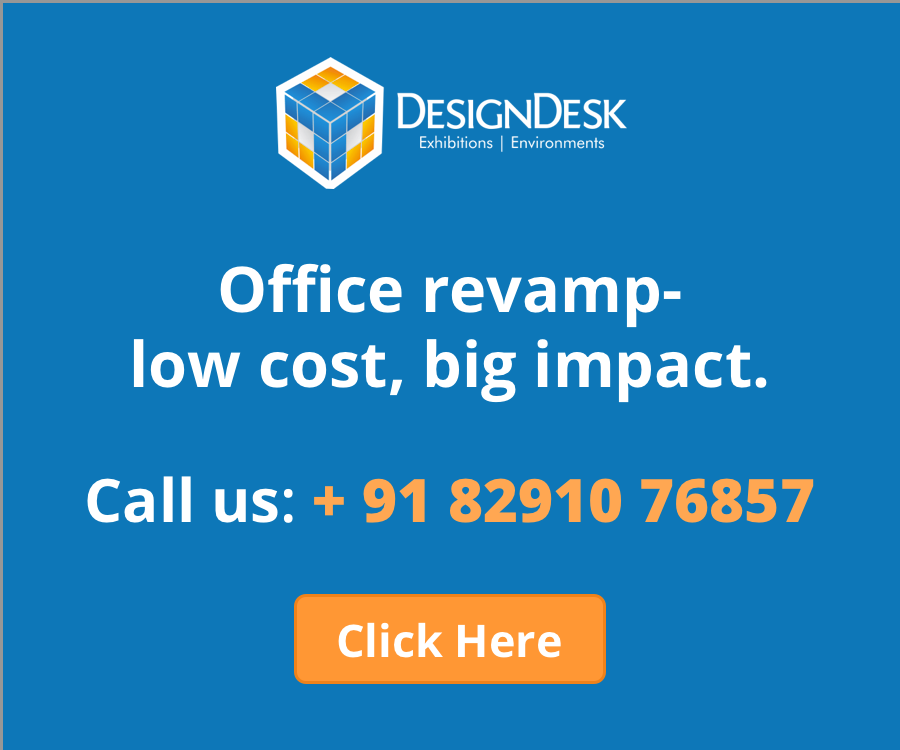 DESIGNDESK
Exhibitions | Environments
Office revamp-
low cost, big impact.
Call us: + 91 82910 76857
Click Here